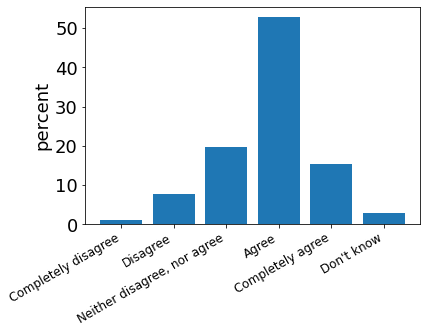 percent
50
40
30
20
10
0
Completely disagree
Disagree
Neither disagree, nor agree
Agree
Completely agree
Don't know